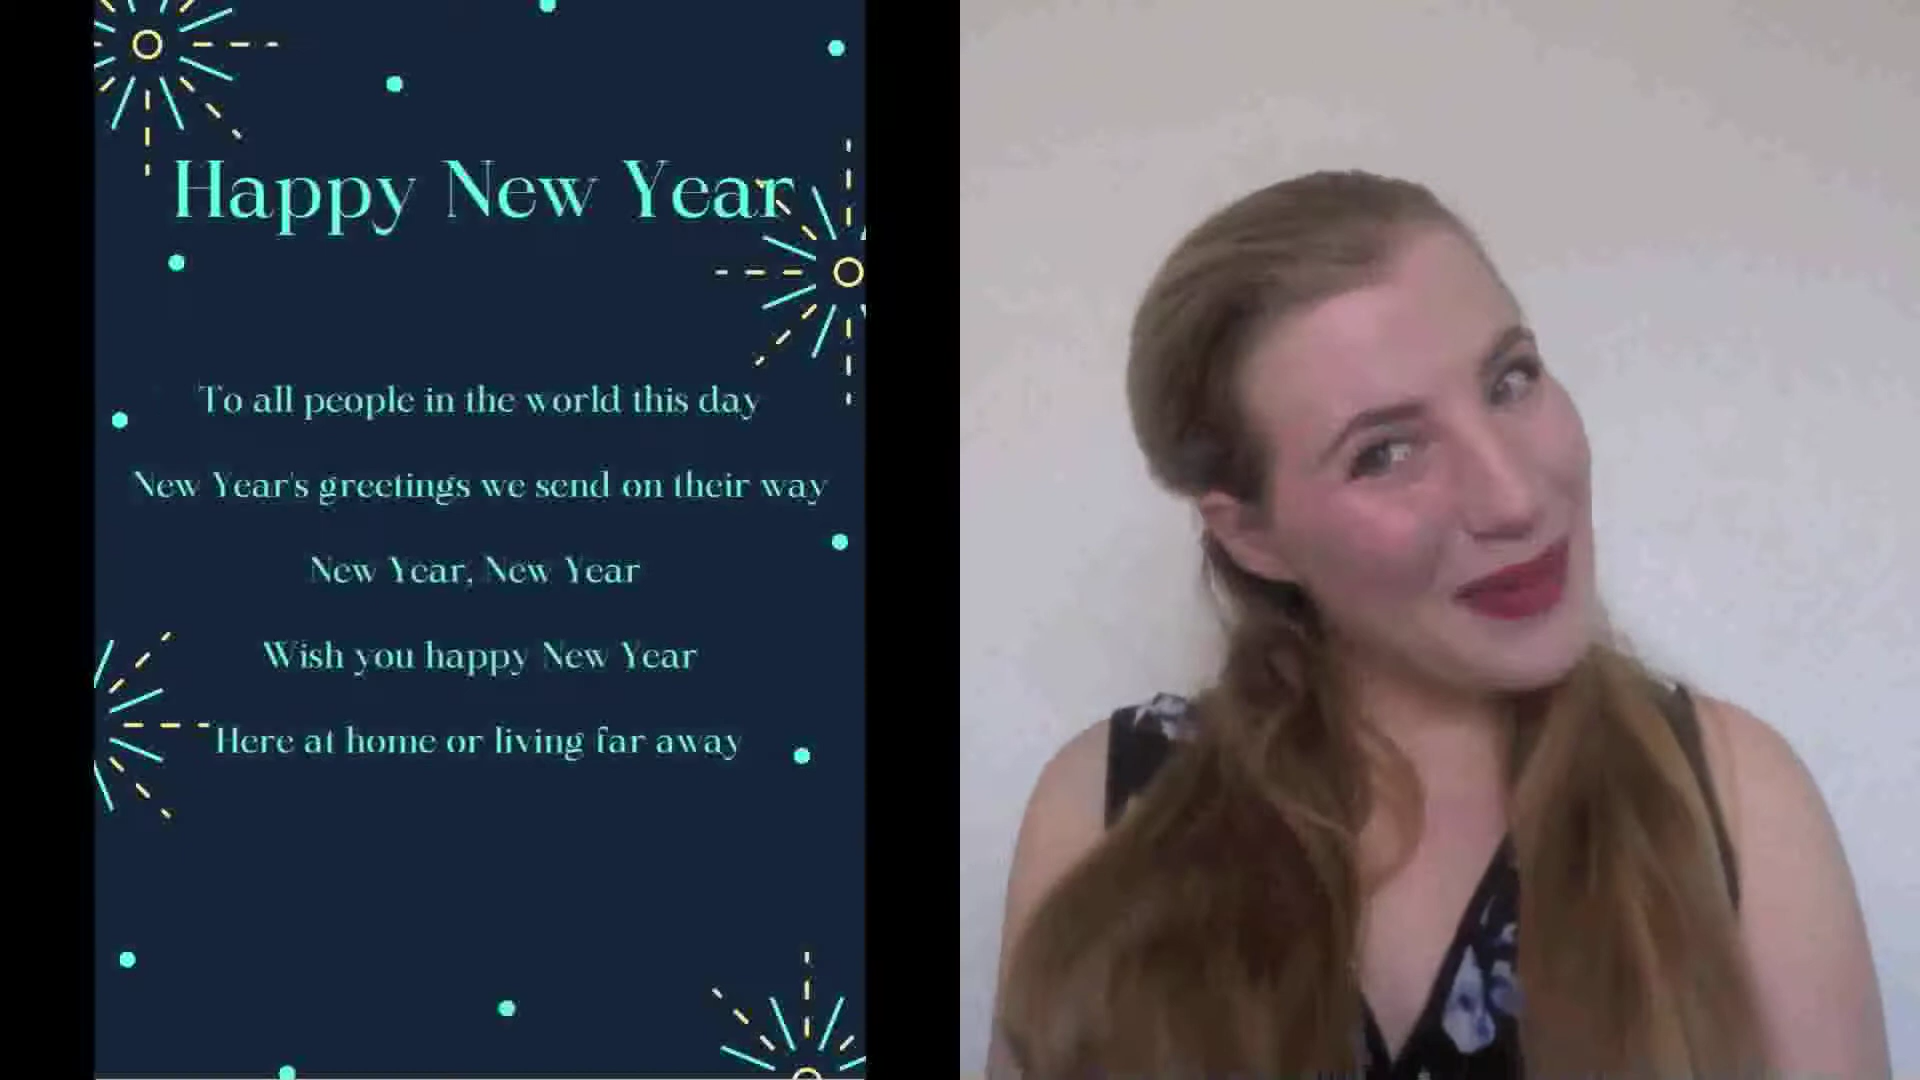 Happy New Year
To all people in the world this day
New Year's greetings we send on their way
New Year, New Year
Wish you happy New Year
Here at home or living far away